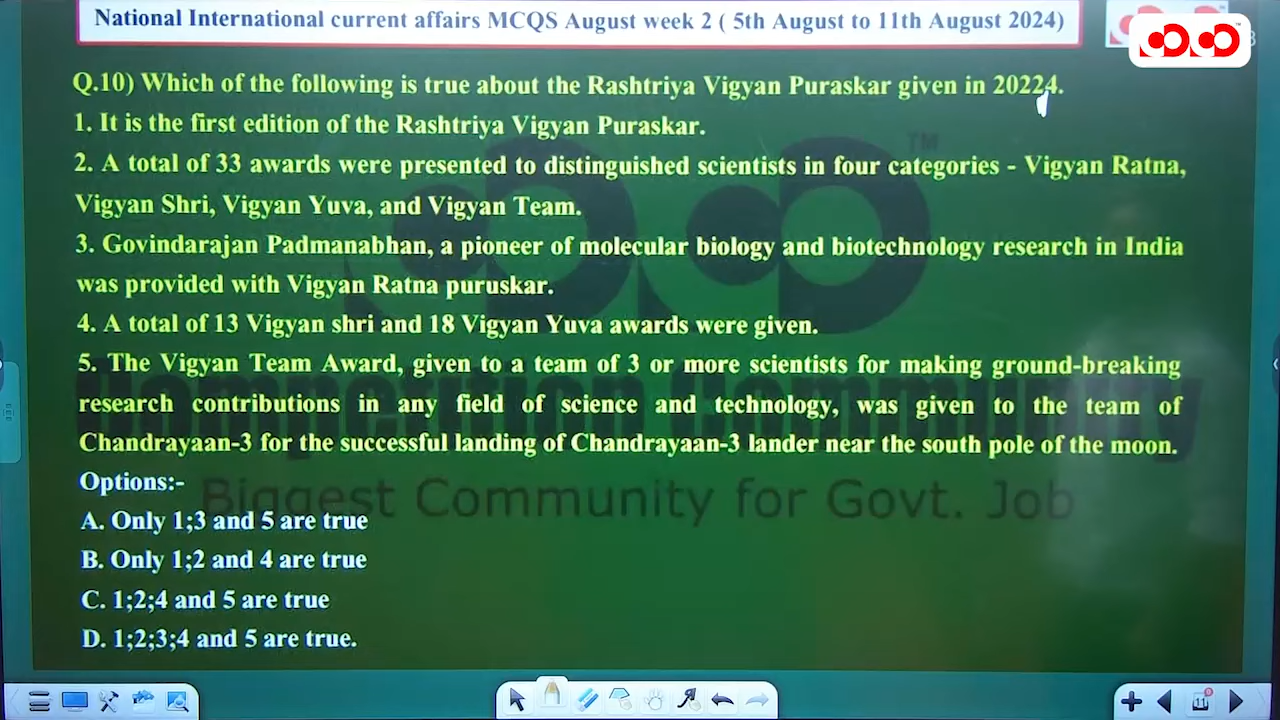 National International current affairs MCQS August week 2 ( 5th August to 11th August 2024)
Q.10) Which of the following is true about the Rashtriya Vigyan Puraskar given in 20224.
1. It is the first edition of the Rashtriya Vigyan Puraskar.
2. A total of 33 awards were presented to distinguished scientists in four categories - Vigyan Ratna,
Vigyan Shri, Vigyan Yuva, and Vigyan Team.
3. Govindarajan Padmanabhan, a pioneer of molecular biology and biotechnology research in India
was provided with Vigyan Ratna puruskar.
4. A total of 13 Vigyan shri and 18 Vigyan Yuva awards were given.
5. The Vigyan Team Award, given to a team of 3 or more scientists for making ground-breaking
research contributions in any field of science and technology, was given to the team of
Chandrayaan-3 for the successful landing of Chandrayaan-3 lander near the south pole of the moon.
Competition Community
Options:-
Biggest Community for Govt. Job
A. Only 1;3 and 5 are true
B. Only 1;2 and 4 are true
C. 1;2;4 and 5 are true
D. 1;2;3;4 and 5 are true.
11